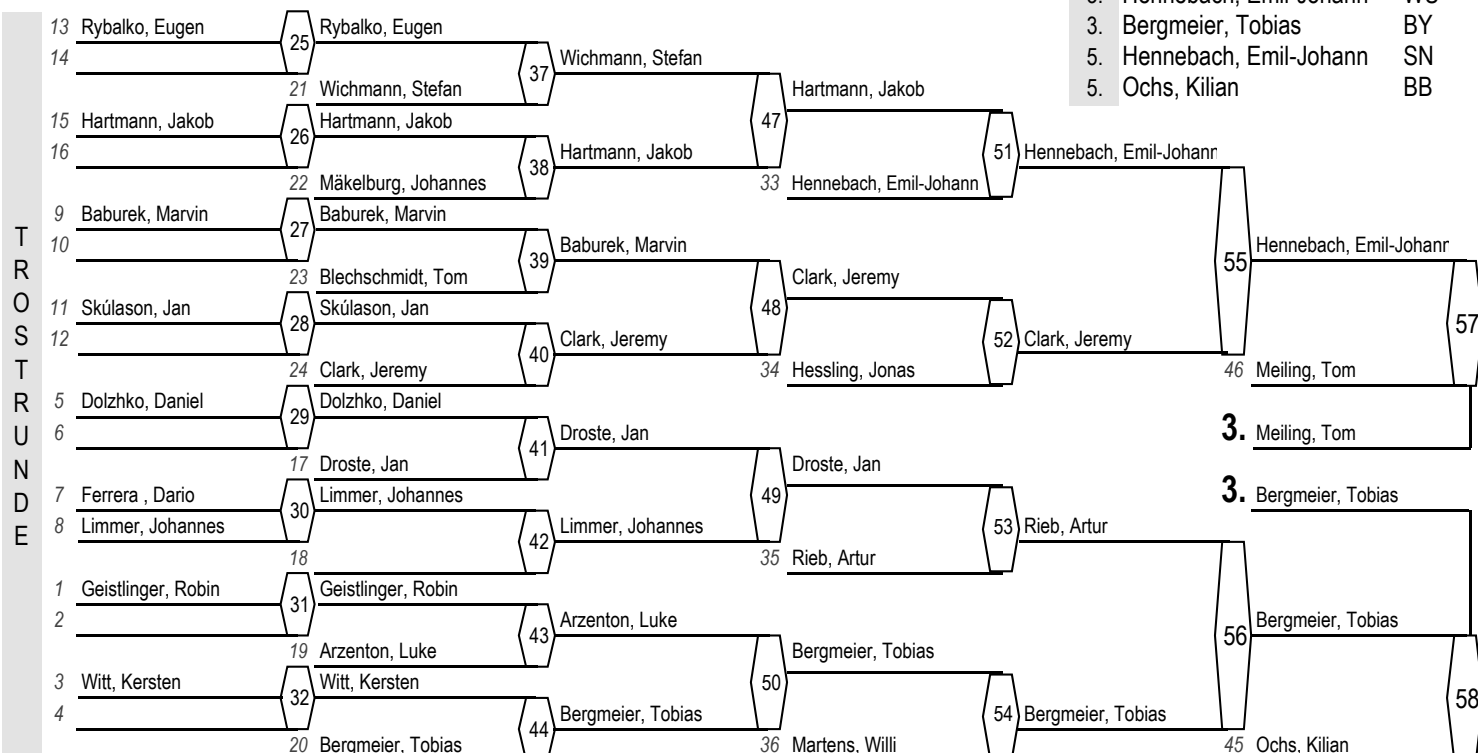 3. Hennebach, Emil-Johann
3. Bergmeier, Tobias BY
5. Hennebach, Emil-Johann SN
5. Ochs, Kilian BB
TROSTRUNDE
13 Rybalko, Eugen 25 Rybalko, Eugen
14 37 Wichmann, Stefan
21 Wichmann, Stefan Hartmann, Jakob
15 Hartmann, Jakob 26 Hartmann, Jakob 47
16 38 Hartmann, Jakob 51 Hennebach, Emil-Johann
22 Mäkelburg, Johannes 33 Hennebach, Emil-Johann
9 Baburek, Marvin 27 Baburek, Marvin
10 39 Baburek, Marvin 55 Hennebach, Emil-Johann
23 Blechschmidt, Tom Clark, Jeremy
11 Skúlason, Jan 28 Skúlason, Jan 48 57
12 40 Clark, Jeremy 52 Clark, Jeremy
24 Clark, Jeremy 34 Hessling, Jonas 46 Meiling, Tom
5 Dolzhko, Daniel 29 Dolzhko, Daniel
6 41 Droste, Jan 3. Meiling, Tom
17 Droste, Jan Droste, Jan
7 Ferrera , Dario 30 Limmer, Johannes 49 3. Bergmeier, Tobias
8 Limmer, Johannes 42 Limmer, Johannes 53 Rieb, Artur
18 35 Rieb, Artur
1 Geistlinger, Robin 31 Geistlinger, Robin
2 43 Arzenton, Luke 56 Bergmeier, Tobias
19 Arzenton, Luke Bergmeier, Tobias
3 Witt, Kersten 32 Witt, Kersten 50 58
4 44 Bergmeier, Tobias 54 Bergmeier, Tobias
20 Bergmeier, Tobias 36 Martens, Willi 45 Ochs, Kilian